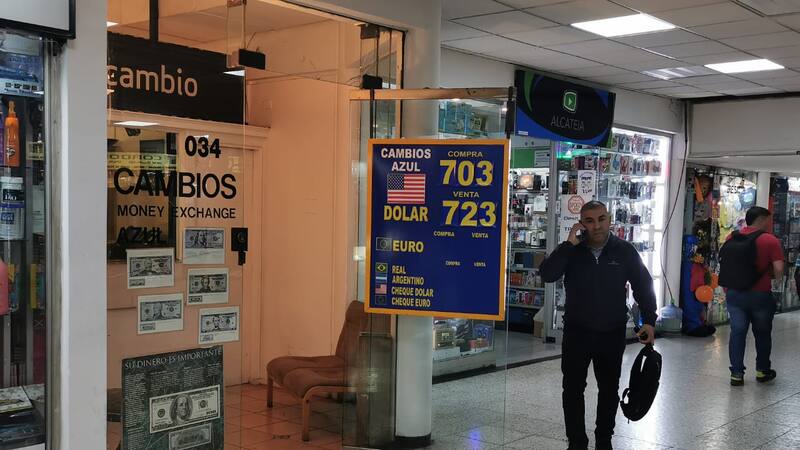 cambio
L 034
CAMBIOS
MONEY EXCHANGE
AZUL
SU DINERO ES IMPORTANTE
CAMBIOS
AZUL
DOLAR
COMPRA
703
VENTA
723
COMPRA VENTA
EURO
COMPRA VENTA
REAL
ARGENTINO
CHEQUE DOLAR
CHEQUE EURO
ALCATEIA